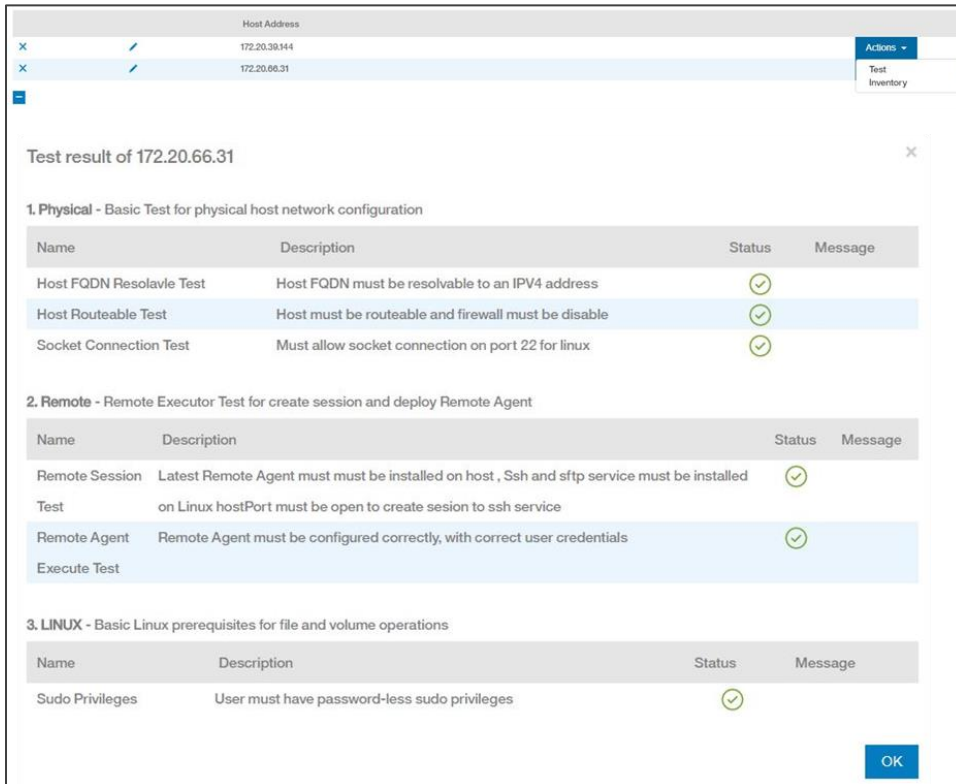 Host Address
172.20.39.144 Actions
172.20.66.31 Test
Inventory
Test result of 172.20.66.31
1. Physical - Basic Test for physical host network configuration
Name Description Status Message
Host FQDN Resolavle Test Host FQDN must be resolvable to an IPV4 address
Host Routeable Test Host must be routeable and firewall must be disable
Socket Connection Test Must allow socket connection on port 22 for linux
2. Remote - Remote Executor Test for create session and deploy Remote Agent
Name Description Status Message
Remote Session Latest Remote Agent must must be installed on host , Ssh and sftp service must be installed
Test on Linux hostPort must be open to create sesion to ssh service
Remote Agent Remote Agent must be configured correctly, with correct user credentials
Execute Test
3. LINUX - Basic Linux prerequisites for file and volume operations
Name Description Status Message
Sudo Privileges User must have password-less sudo privileges
OK